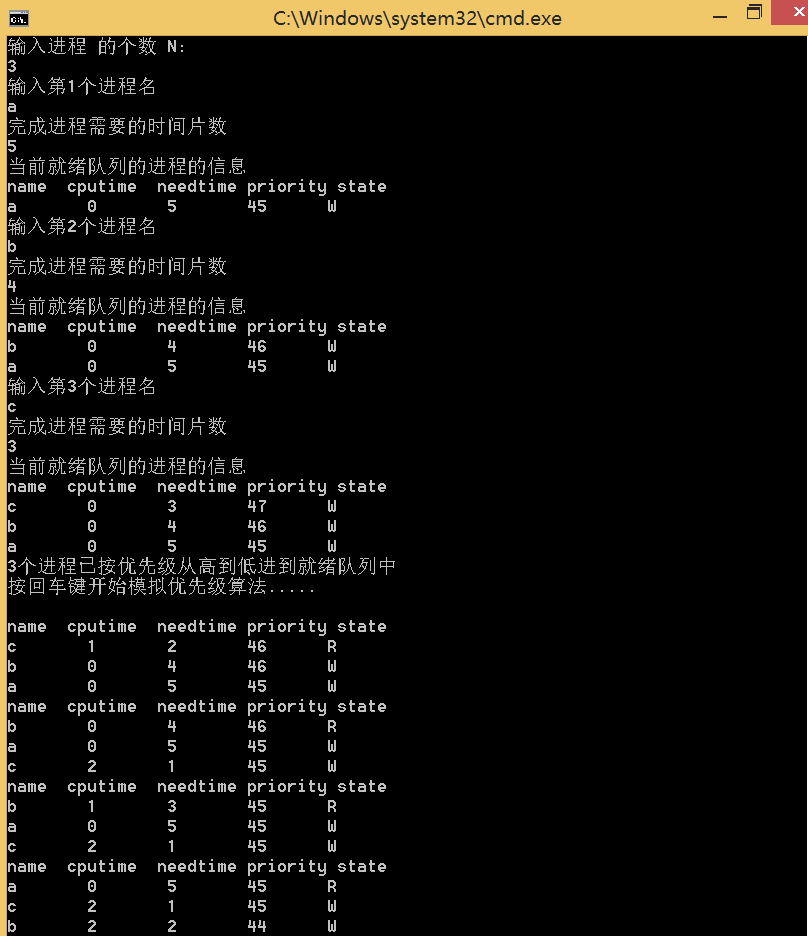 C:\Windows\system32\cmd.exe
输入进程 的个数 N:
3
输入第1个进程名
a
完成进程需要的时间片数
5
当前就绪队列的进程的信息
name cputime needtime priority state
a 0 5 45 W
输入第2个进程名
b
完成进程需要的时间片数
4
当前就绪队列的进程的信息
name cputime needtime priority state
b 0 4 46 W
a 0 5 45 W
输入第3个进程名
c
完成进程需要的时间片数
3
当前就绪队列的进程的信息
name cputime needtime priority state
c 0 3 47 W
b 0 4 46 W
a 0 5 45 W
3个进程已按优先级从高到低进到就绪队列中
按回车键开始模拟优先级算法.....
name cputime needtime priority state
c 1 2 46 R
b 0 4 46 W
a 0 5 45 W
name cputime needtime priority state
b 0 4 46 R
a 0 5 45 W
c 2 1 45 W
name cputime needtime priority state
b 1 3 45 R
a 0 5 45 W
c 2 1 45 W
name cputime needtime priority state
a 0 5 45 R
c 2 1 45 W
b 2 2 44 W